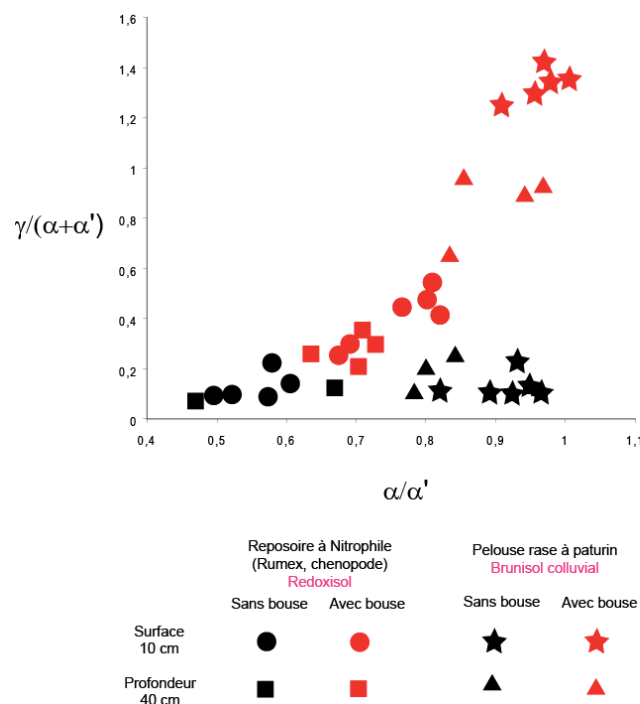 1,6
1,4
1,2
1
0,8
0,6
0,4
0,2
0
γ/(α+α')
0,4 0,5 0,6 0,7 0,8 0,9 1 1,1
α/α'
Reposoire à Nitrophile
(Rumex, chenopode)
Redoxisol
Pelouse rase à paturin
Brunisol colluvial
Sans bouse Avec bouse Sans bouse Avec bouse
Surface
10 cm
Profondeur
40 cm